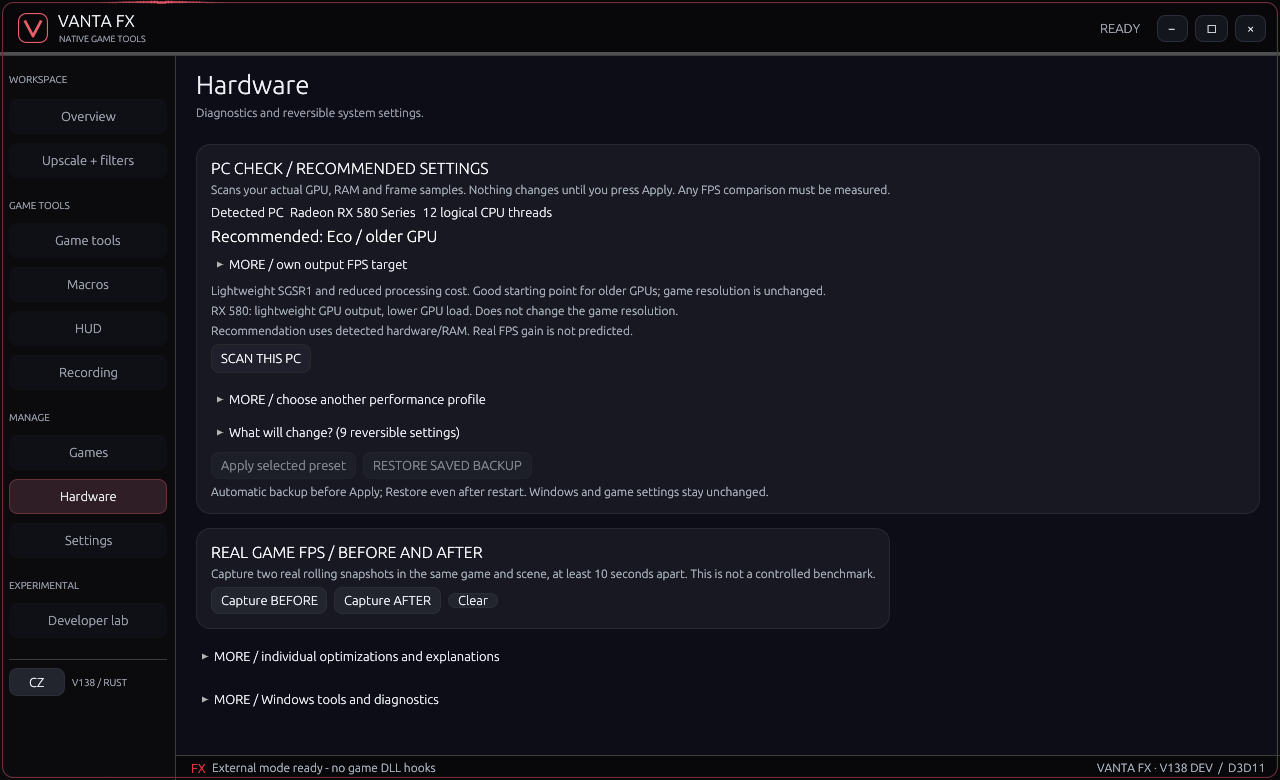 VANTA FX
NATIVE GAME TOOLS
READY
WORKSPACE
Overview
Upscale + filters
GAME TOOLS
Game tools
Macros
HUD
Recording
MANAGE
Games
Hardware
Settings
EXPERIMENTAL
Developer lab
CZ V138 / RUST
Hardware
Diagnostics and reversible system settings.
PC CHECK / RECOMMENDED SETTINGS
Scans your actual GPU, RAM and frame samples. Nothing changes until you press Apply. Any FPS comparison must be measured.
Detected PC Radeon RX 580 Series 12 logical CPU threads
Recommended: Eco / older GPU
MORE / own output FPS target
Lightweight SGSR1 and reduced processing cost. Good starting point for older GPUs; game resolution is unchanged.
RX 580: lightweight GPU output, lower GPU load. Does not change the game resolution.
Recommendation uses detected hardware/RAM. Real FPS gain is not predicted.
SCAN THIS PC
MORE / choose another performance profile
What will change? (9 reversible settings)
Apply selected preset RESTORE SAVED BACKUP
Automatic backup before Apply; Restore even after restart. Windows and game settings stay unchanged.
REAL GAME FPS / BEFORE AND AFTER
Capture two real rolling snapshots in the same game and scene, at least 10 seconds apart. This is not a controlled benchmark.
Capture BEFORE Capture AFTER Clear
MORE / individual optimizations and explanations
MORE / Windows tools and diagnostics
FX External mode ready - no game DLL hooks
VANTA FX · V138 DEV / D3D11